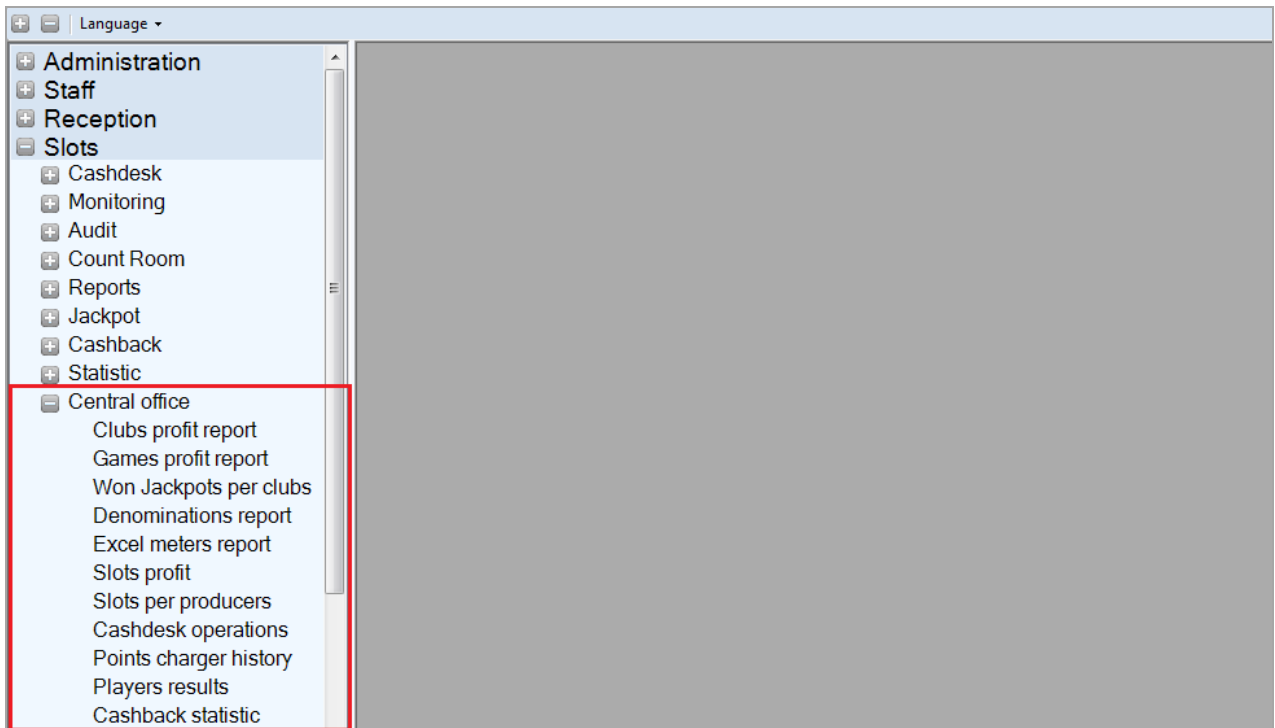 Language
Administration
Staff
Reception
Slots
Cashdesk
Monitoring
Audit
Count Room
Reports
Jackpot
Cashback
Statistic
Central office
Clubs profit report
Games profit report
Won Jackpots per clubs
Denominations report
Excel meters report
Slots profit
Slots per producers
Cashdesk operations
Points charger history
Players results
Cashback statistic